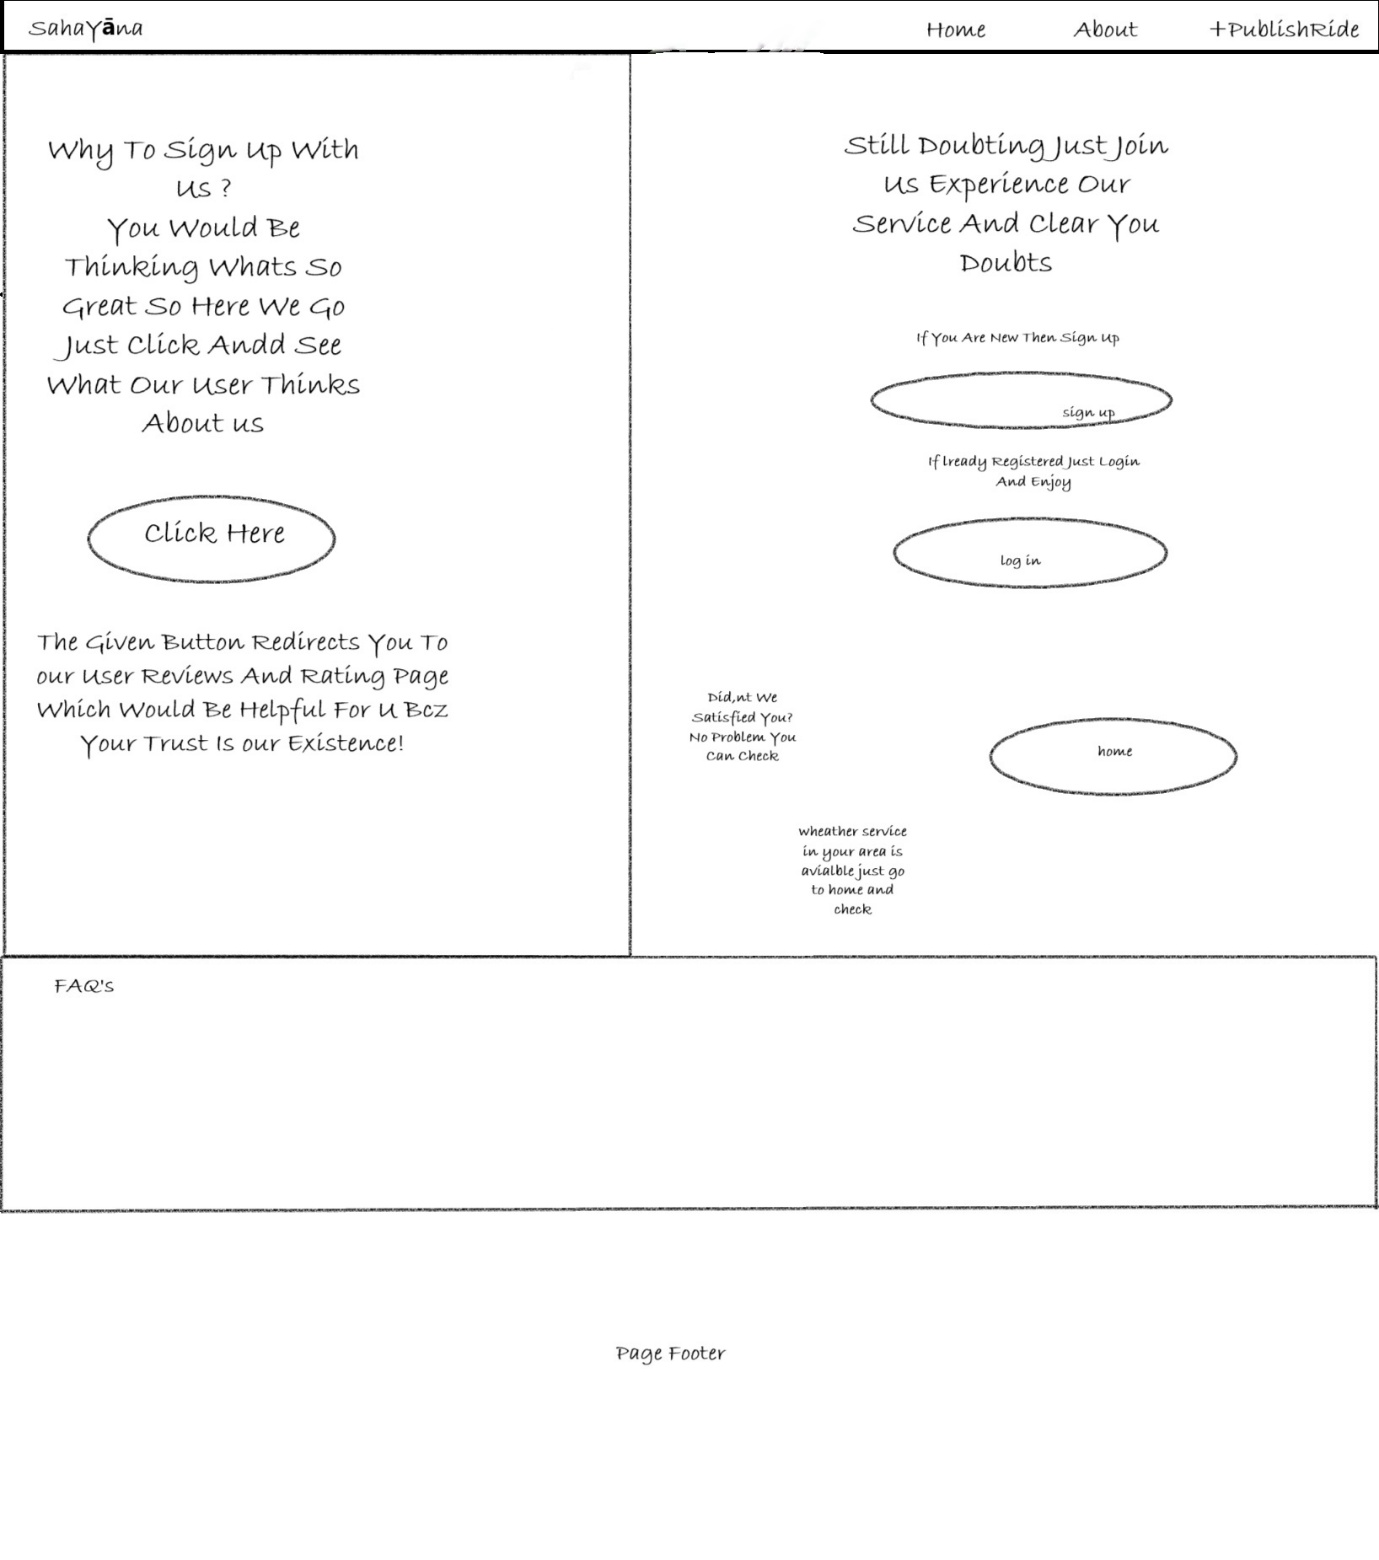 SahaYāna
Home
About
+PublishRide
Why To Sign Up With
Us ?
You Would Be
Thinking Whats So
Great So Here We Go
Just Click Andd See
What Our User Thinks
About us
Click Here
The Given Button Redirects You To
our User Reviews And Rating Page
Which Would Be Helpful For U Bcz
Your Trust Is our Existence!
Still Doubting Just Join
Us Experience Our
Service And Clear You
Doubts
If You Are New Then Sign Up
sign up
If lready Registered Just Login
And Enjoy
log in
Did,nt We
Satisfied You?
No Problem You
Can Check
home
wheather service
in your area is
avialble just go
to home and
check
FAQ's
Page Footer